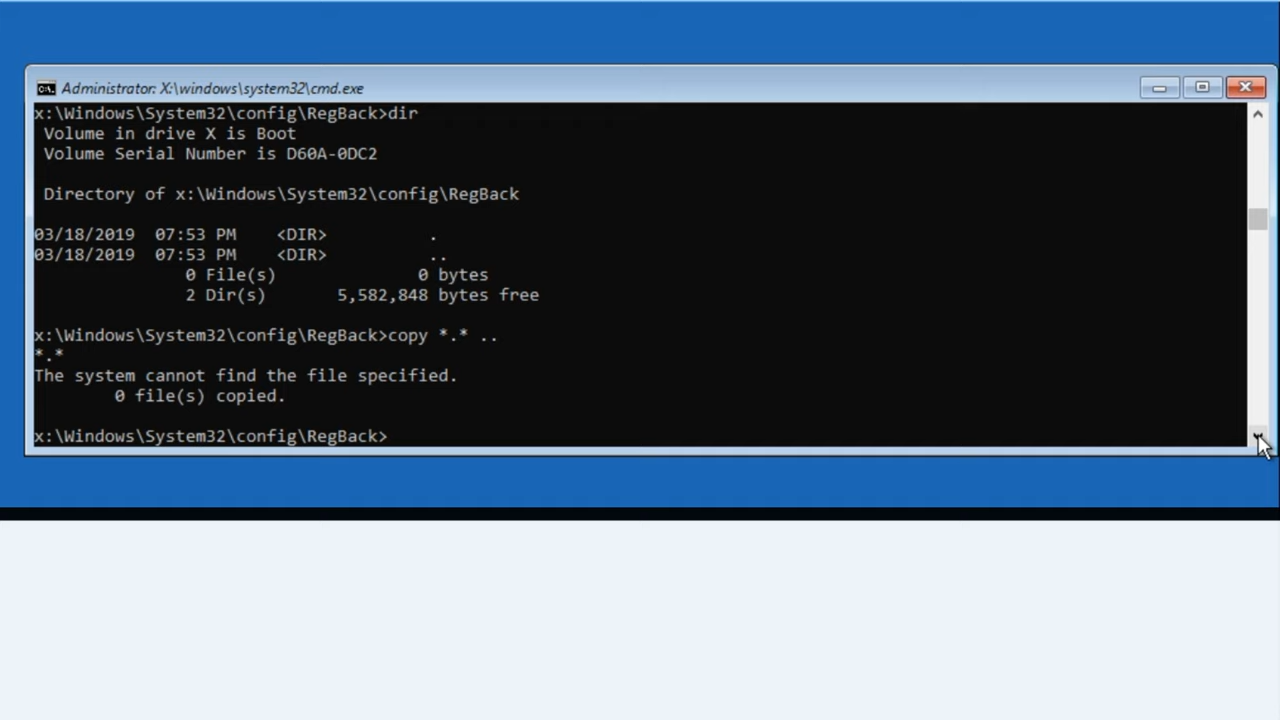 Administrator: X:\windows\system32\cmd.exe
x:\Windows\System32\config\RegBack>dir
Volume in drive X is Boot
Volume Serial Number is D60A-0DC2
Directory of x:\Windows\System32\config\RegBack
03/18/2019 07:53 PM <DIR> .
03/18/2019 07:53 PM <DIR> ..
0 File(s) 0 bytes
2 Dir(s) 5,582,848 bytes free
x:\Windows\System32\config\RegBack>copy *.* ..
*.*
The system cannot find the file specified.
0 file(s) copied.
x:\Windows\System32\config\RegBack>